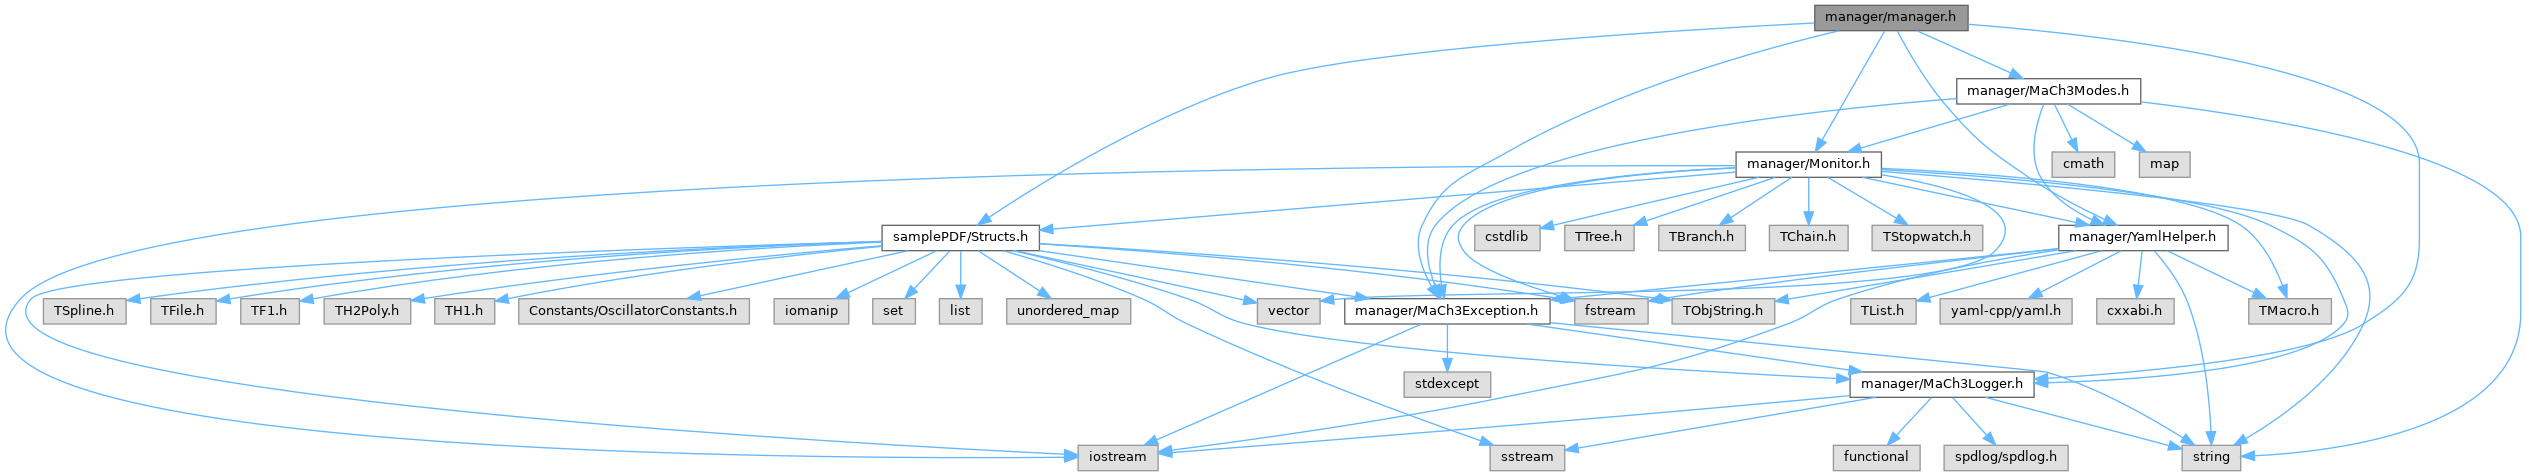 manager/manager.h
manager/MaCh3Modes.h
manager/Monitor.h
cmath
map
samplePDF/Structs.h
cstdlib
TTree.h
TBranch.h
TChain.h
TStopwatch.h
manager/YamlHelper.h
TSpline.h
TFile.h
TF1.h
TH2Poly.h
TH1.h
Constants/OscillatorConstants.h
iomanip
set
list
unordered_map
vector
manager/MaCh3Exception.h
fstream
TObjString.h
TList.h
yaml-cpp/yaml.h
cxxabi.h
TMacro.h
stdexcept
manager/MaCh3Logger.h
iostream
sstream
functional
spdlog/spdlog.h
string